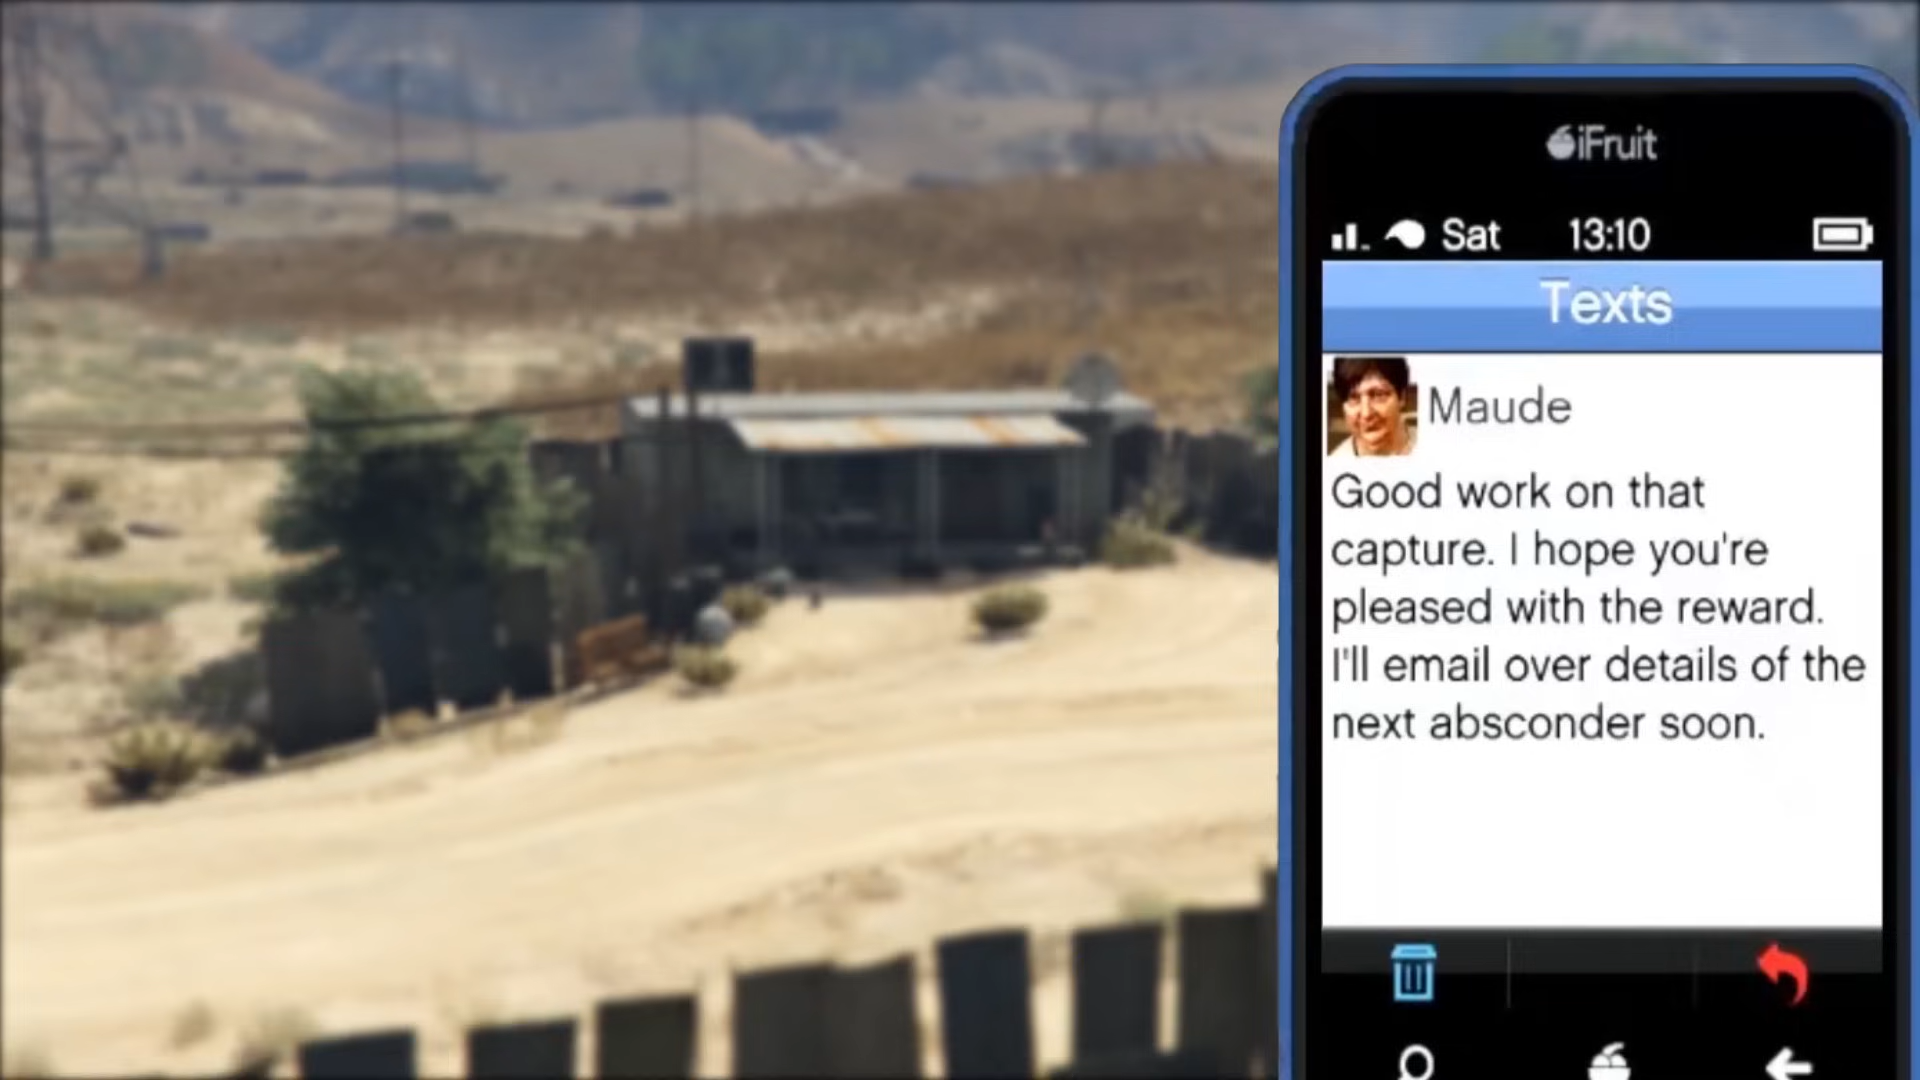 iFruit
Sat 13:10
Texts
Maude
Good work on that
capture. I hope you're
pleased with the reward.
I'll email over details of the
next absconder soon.